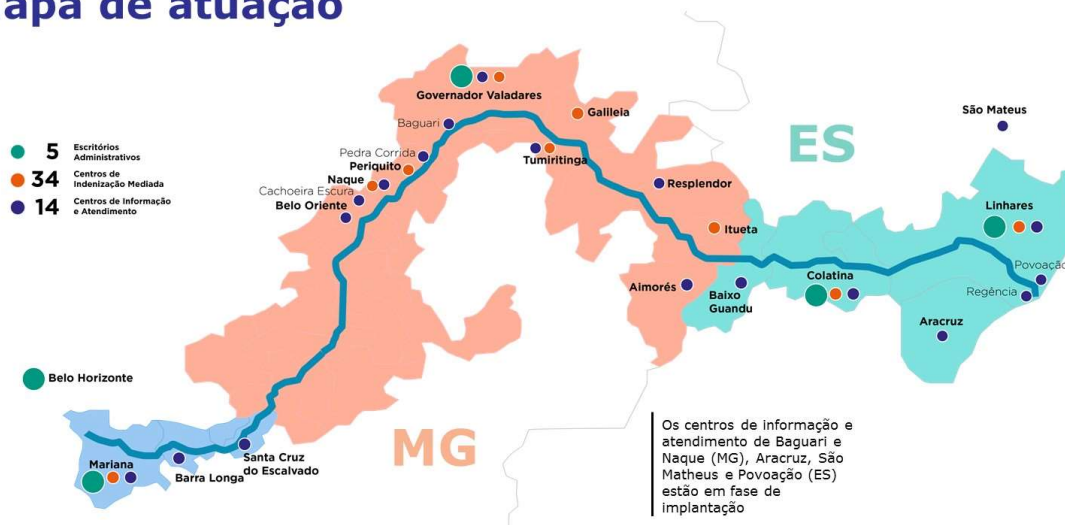 apa de atuação
5 Escritórios
Administrativos
34 Centros de
Indenização Mediada
14 Centros de Informação
e Atendimento
Governador Valadares
Galileia
Baguari
Pedra Corrida
Periquito
Naque
Cachoeira Escura
Belo Oriente
Tumiritinga
Resplendor
Itueta
Aimorés
ES
São Mateus
Linhares
Povoação
Regência
Colatina
Baixo
Guandu
Aracruz
Belo Horizonte
Mariana
Barra Longa
Santa Cruz
do Escalvado
MG
Os centros de informação e
atendimento de Baguari e
Naque (MG), Aracruz, São
Matheus e Povoação (ES)
estão em fase de
implantação